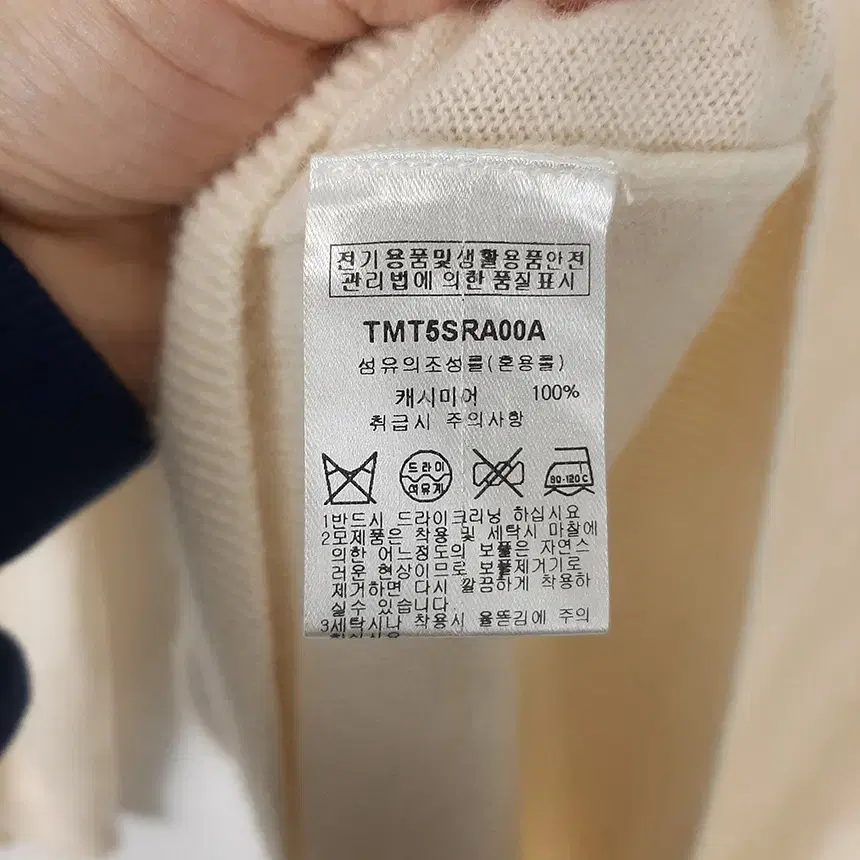 전기용품및생활용품안전
관리법에 의한 품질표시
TMT5SRA00A
섬유의조성률(혼용률)
캐시미어 100%
취급시 주의사항
드라이
석유계
80-120℃
1반드시 드라이크리닝 하십시요
2모제품은 착용 및 세탁시 마찰에
의한 어느정도의 보풀은 자연스
러운 현상이므로 보풀제거기로
제거하면 다시 깔끔하게 착용하
실수 있습니다.
3세탁시나 착용시 올뜯김에 주의